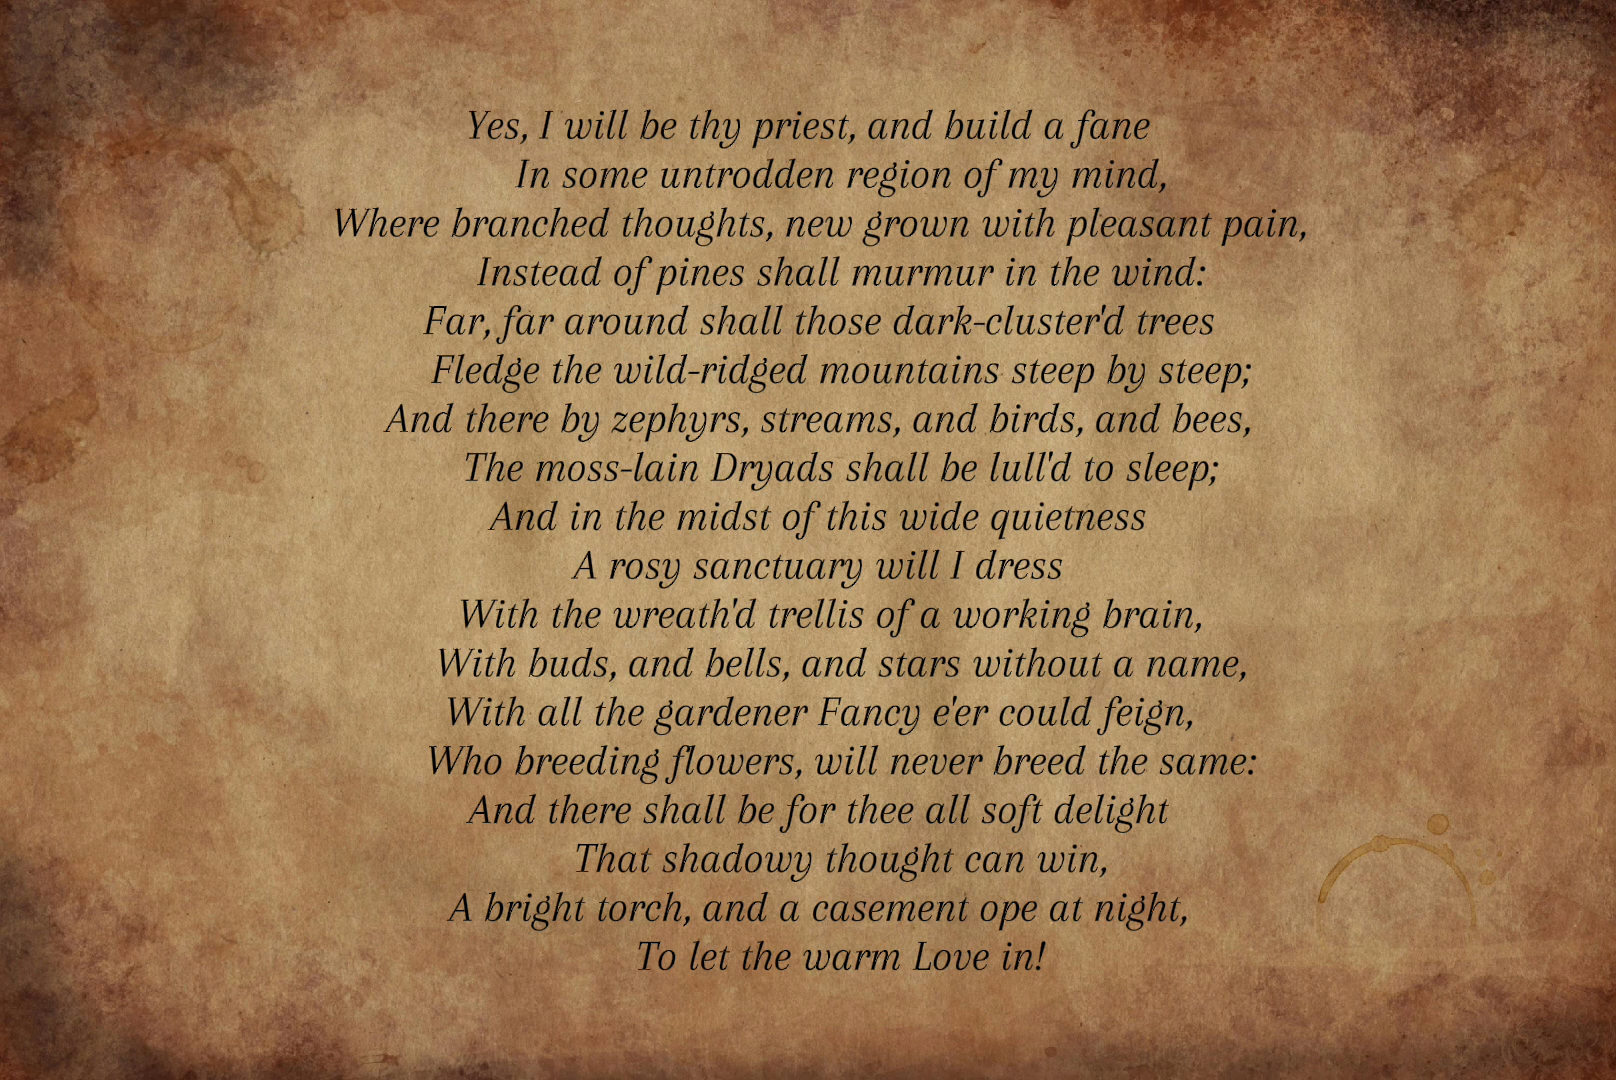 Yes, I will be thy priest, and build a fane
In some untrodden region of my mind,
Where branched thoughts, new grown with pleasant pain,
Instead of pines shall murmur in the wind:
Far, far around shall those dark-cluster'd trees
Fledge the wild-ridged mountains steep by steep;
And there by zephyrs, streams, and birds, and bees,
The moss-lain Dryads shall be lull'd to sleep;
And in the midst of this wide quietness
A rosy sanctuary will I dress
With the wreath'd trellis of a working brain,
With buds, and bells, and stars without a name,
With all the gardener Fancy e'er could feign,
Who breeding flowers, will never breed the same:
And there shall be for thee all soft delight
That shadowy thought can win,
A bright torch, and a casement ope at night,
To let the warm Love in!